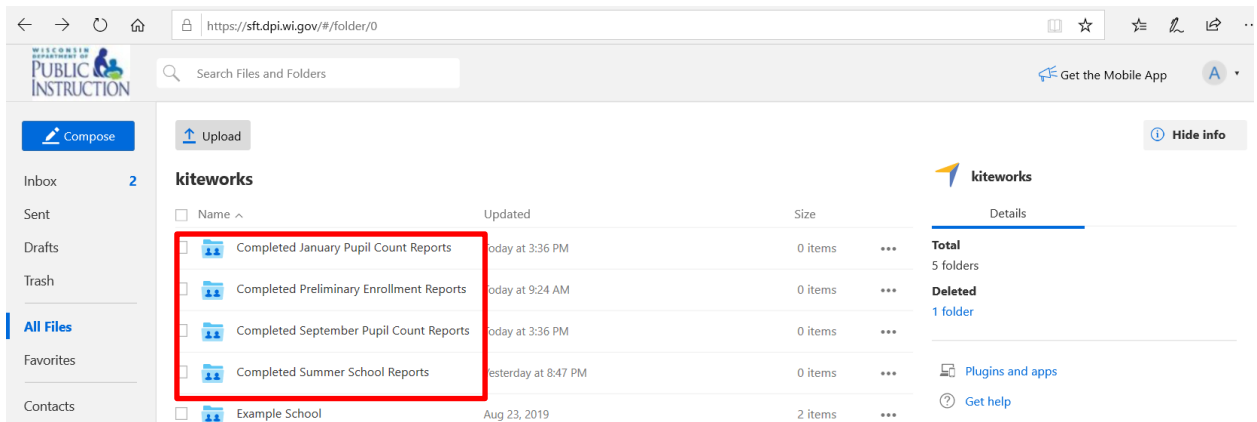 https://sft.dpi.wi.gov/#/folder/0
WISCONSIN
DEPARTMENT OF
PUBLIC
INSTRUCTION
Search Files and Folders
Get the Mobile App
A
Compose
Upload
Hide info
Inbox 2
kiteworks
kiteworks
Sent
Name Updated Size
Details
Drafts
Completed January Pupil Count Reports oday at 3:36 PM 0 items
Total
5 folders
Trash
Completed Preliminary Enrollment Reports oday at 9:24 AM 0 items
Deleted
1 folder
All Files
Completed September Pupil Count Reports oday at 3:36 PM 0 items
Favorites
Completed Summer School Reports esterday at 8:47 PM 0 items
Plugins and apps
Get help
Contacts
Example School Aug 23, 2019 2 items